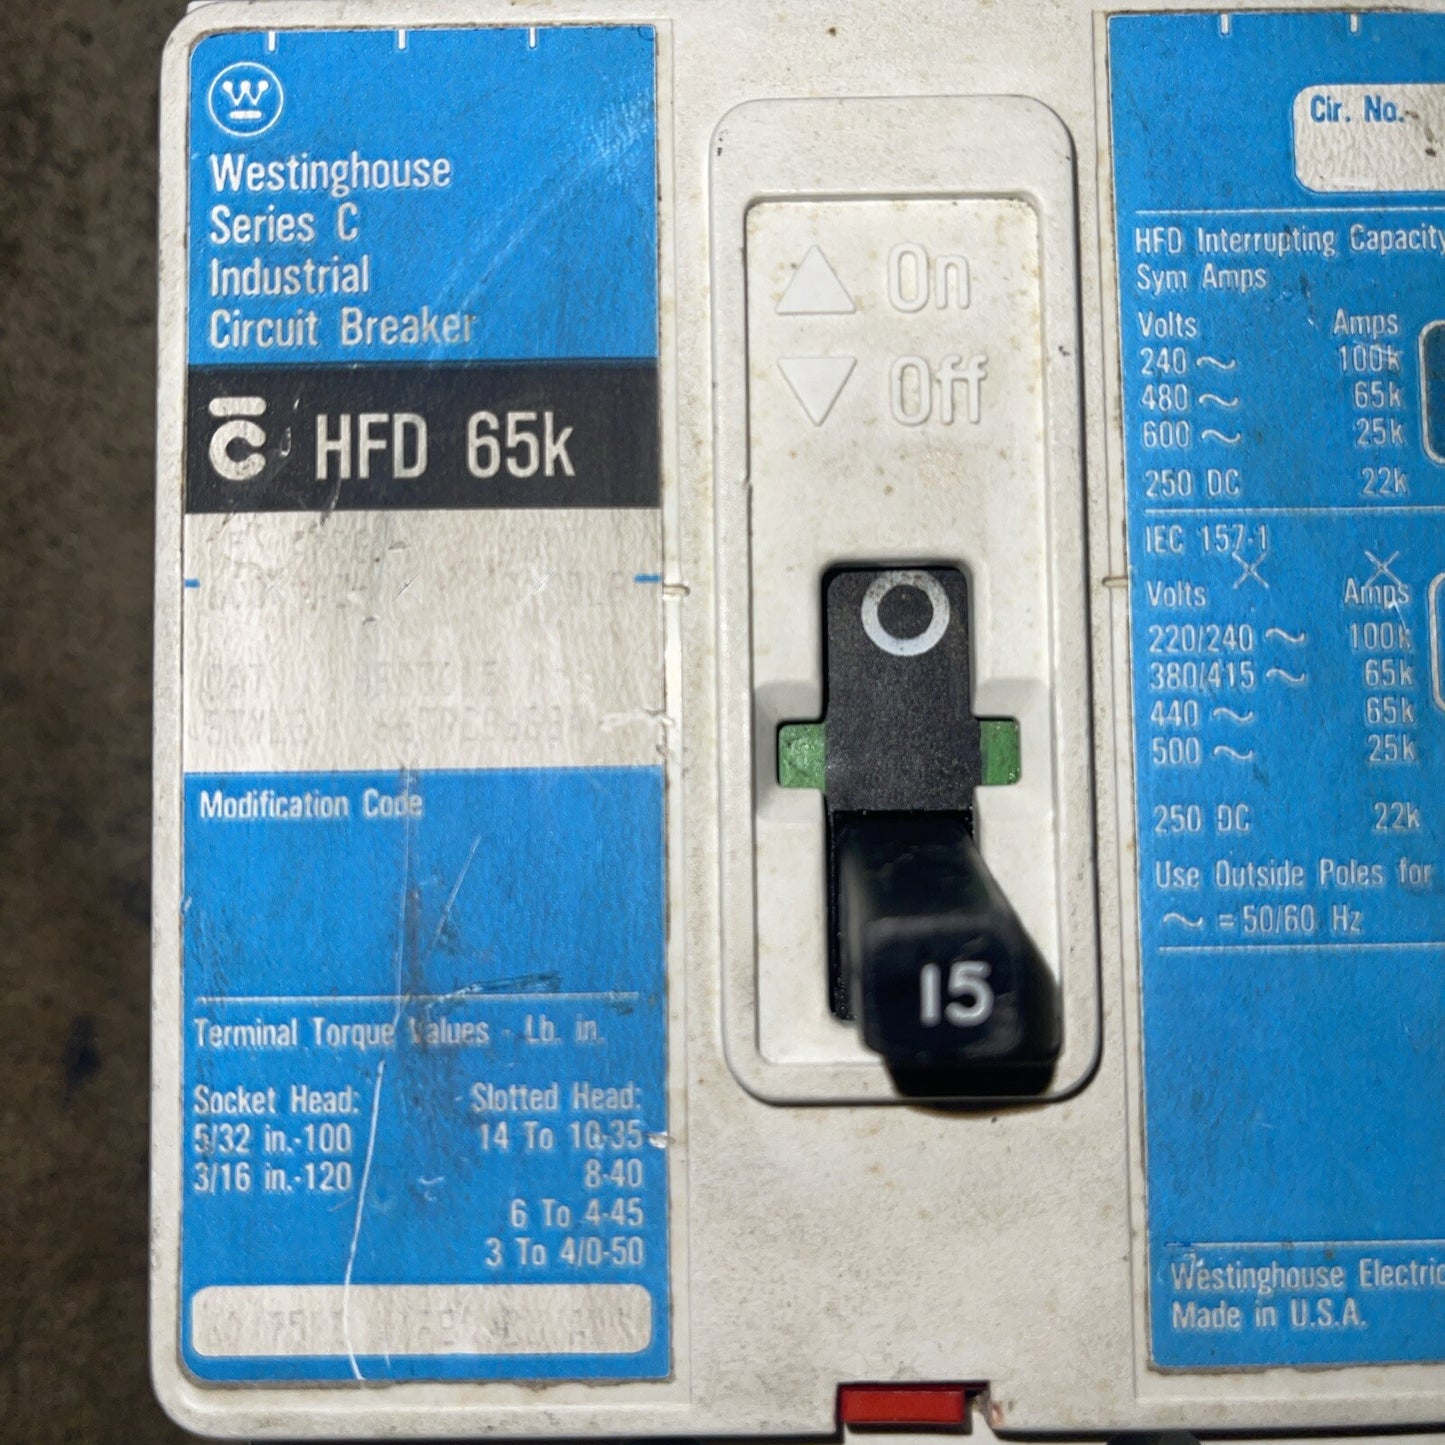 W
Westinghouse
Series C
Industrial
Circuit Breaker
C HFD 65k
Modification Code
Terminal Torque Values - Lb. in.
Socket Head:
5/32 in.-100
3/16 in.-120
Slotted Head:
14 To 10-35
8-40
6 To 4-45
3 To 4/0-50
On
Off
15
Cir. No.
HFD Interrupting Capacity
Sym Amps
Volts Amps
240 ~ 100k
480 ~ 65k
600 ~ 25k
250 DC 22k
IEC 157-1
Volts Amps
220/240 ~ 100k
380/415 ~ 65k
440 ~ 65k
500 ~ 25k
250 DC 22k
Use Outside Poles for
~ = 50/60 Hz
Westinghouse Electric
Made in U.S.A.